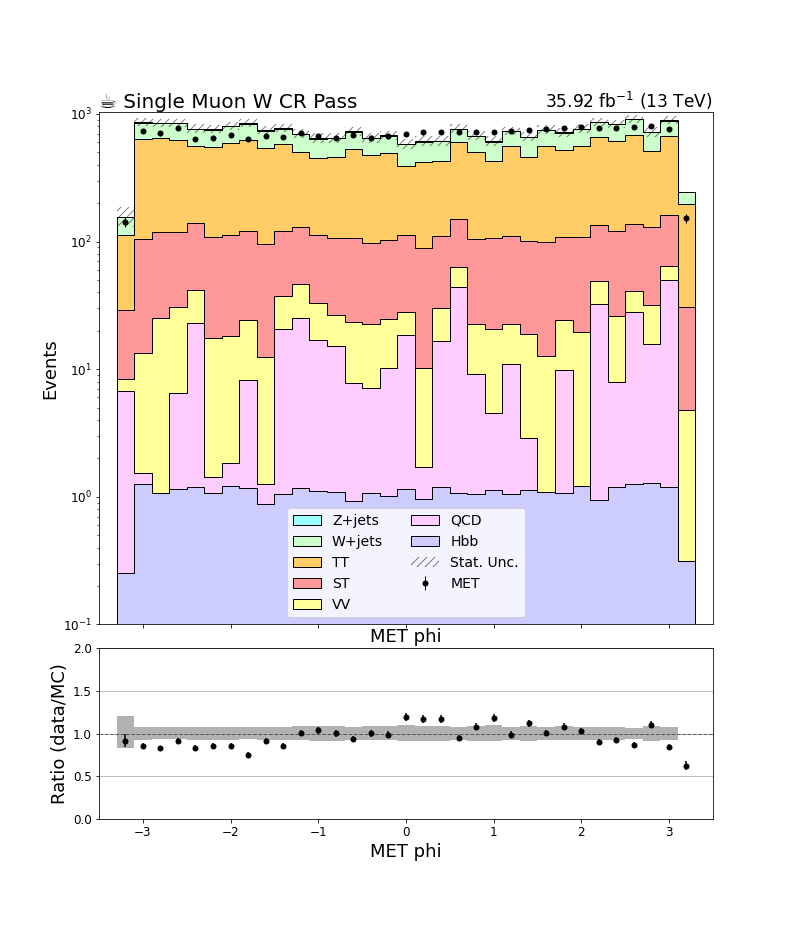 ☕ Single Muon W CR Pass
35.92 fb⁻¹ (13 TeV)
10³
10²
10¹
10⁰
10⁻¹
Events
Z+jets
W+jets
TT
ST
VV
QCD
Hbb
Stat. Unc.
MET
MET phi
2.0
1.5
1.0
0.5
0.0
Ratio (data/MC)
−3 −2 −1 0 1 2 3
MET phi